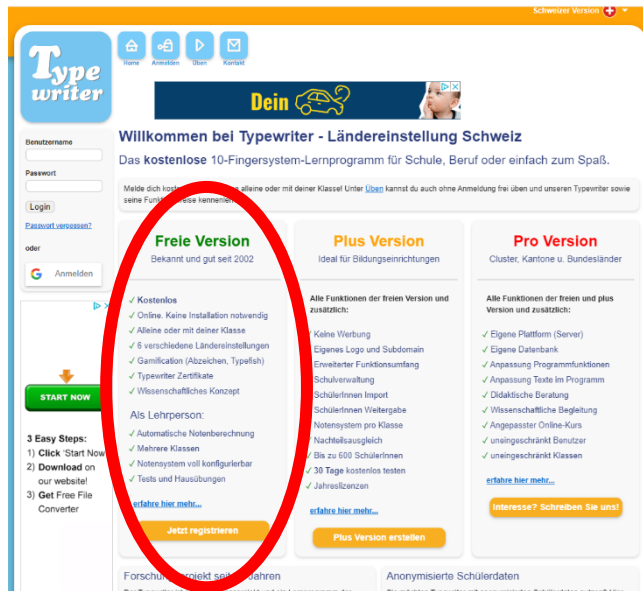 Schweizer Version
Type
writer
Home Anmelden Üben Kontakt
Dein
Benutzername
Passwort
Login
Passwort vergessen?
oder
G Anmelden
START NOW
3 Easy Steps:
1) Click 'Start Now
2) Download on
our website!
3) Get Free File
Converter
Willkommen bei Typewriter - Ländereinstellung Schweiz
Das kostenlose 10-Fingersystem-Lernprogramm für Schule, Beruf oder einfach zum Spaß.
Melde dich alleine oder mit deiner Klasse! Unter Üben kannst du auch ohne Anmeldung frei üben und unseren Typewriter sowie
seine
Freie Version
Bekannt und gut seit 2002
✓ Kostenlos
✓ Online. Keine Installation notwendig
✓ Alleine oder mit deiner Klasse
✓ 6 verschiedene Ländereinstellungen
✓ Gamification (Abzeichen, Typefish)
✓ Typewriter Zertifikate
✓ Wissenschaftliches Konzept
Als Lehrperson:
✓ Automatische Notenberechnung
✓ Mehrere Klassen
✓ Notensystem voll konfigurierbar
✓ Tests und Hausübungen
erfahre hier mehr...
Jetzt registrieren
Plus Version
Ideal für Bildungseinrichtungen
Alle Funktionen der freien Version und
zusätzlich:
Keine Werbung
Eigenes Logo und Subdomain
Erweiterter Funktionsumfang
Schulverwaltung
SchülerInnen Import
SchülerInnen Weitergabe
Notensystem pro Klasse
✓ Nachteilsausgleich
✓ Bis zu 600 SchülerInnen
✓ 30 Tage kostenlos testen
✓ Jahreslizenzen
erfahre hier mehr...
Plus Version erstellen
Pro Version
Cluster, Kantone u. Bundesländer
Alle Funktionen der freien und plus
Version und zusätzlich:
✓ Eigene Plattform (Server)
✓ Eigene Datenbank
✓ Anpassung Programmfunktionen
✓ Anpassung Texte im Programm
✓ Didaktische Beratung
✓ Wissenschaftliche Begleitung
✓ Angepasster Online-Kurs
✓ uneingeschränkt Benutzer
✓ uneingeschränkt Klassen
erfahre hier mehr...
Interesse? Schreiben Sie uns!
Jahren
Anonymisierte Schülerdaten